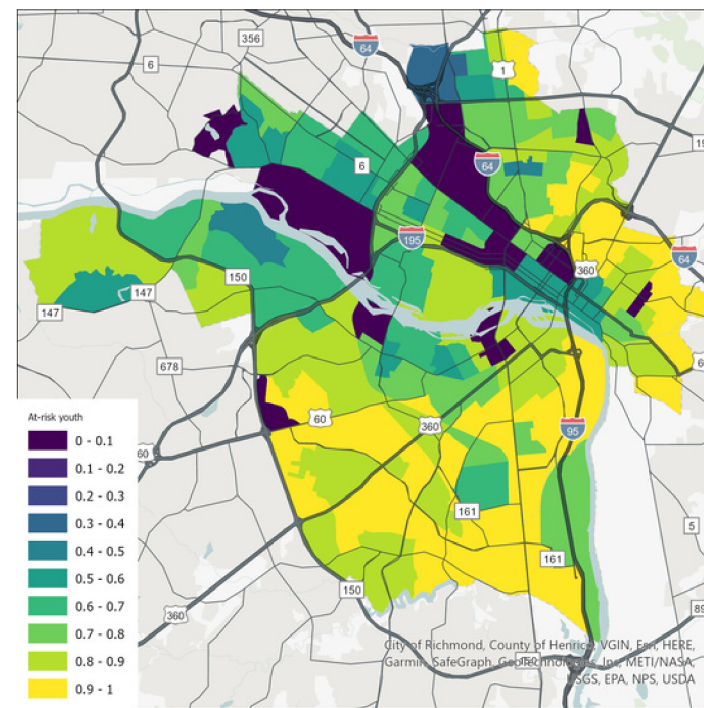 356
64
6
1
19
64
6
195
360
64
150
147
147
678
60
60
360
95
161
5
161
150
360
89
At-risk youth
0 - 0.1
0.1 - 0.2
0.2 - 0.3
0.3 - 0.4
0.4 - 0.5
0.5 - 0.6
0.6 - 0.7
0.7 - 0.8
0.8 - 0.9
0.9 - 1
City of Richmond, County of Henrico, VGIN, Esri, HERE,
Garmin, SafeGraph, GeoTechnologies, Inc, METI/NASA,
USGS, EPA, NPS, USDA